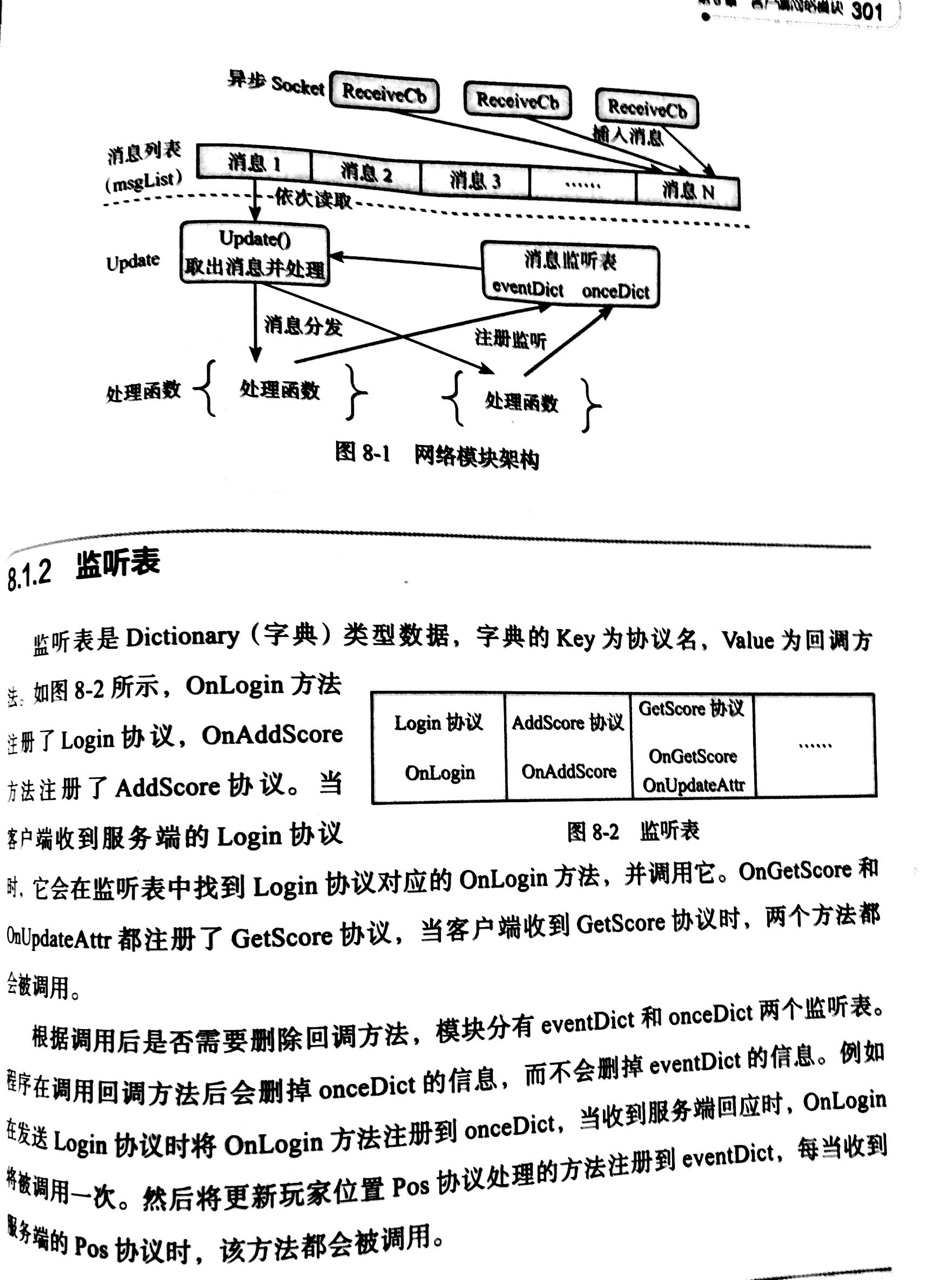 301
异步 Socket ReceiveCb ReceiveCb ReceiveCb
插入消息
消息列表
(msgList)
消息 1 消息 2 消息 3 …… 消息 N
依次读取
Update
Update()
取出消息并处理
消息监听表
eventDict onceDict
消息分发
注册监听
处理函数 { 处理函数 } { 处理函数 }
图 8-1 网络模块架构
8.1.2 监听表
监听表是 Dictionary（字典）类型数据，字典的 Key 为协议名，Value 为回调方
法。如图 8-2 所示，OnLogin 方法
注册了 Login 协议，OnAddScore
方法注册了 AddScore 协议。当
客户端收到服务端的 Login 协议
Login 协议 AddScore 协议 GetScore 协议 ……
OnLogin OnAddScore OnGetScore
OnUpdateAttr
图 8-2 监听表
时，它会在监听表中找到 Login 协议对应的 OnLogin 方法，并调用它。OnGetScore 和
OnUpdateAttr 都注册了 GetScore 协议，当客户端收到 GetScore 协议时，两个方法都
会被调用。
根据调用后是否需要删除回调方法，模块分有 eventDict 和 onceDict 两个监听表。
程序在调用回调方法后会删掉 onceDict 的信息，而不会删掉 eventDict 的信息。例如
在发送 Login 协议时将 OnLogin 方法注册到 onceDict，当收到服务端回应时，OnLogin
将被调用一次。然后将更新玩家位置 Pos 协议处理的方法注册到 eventDict，每当收到
服务端的 Pos 协议时，该方法都会被调用。